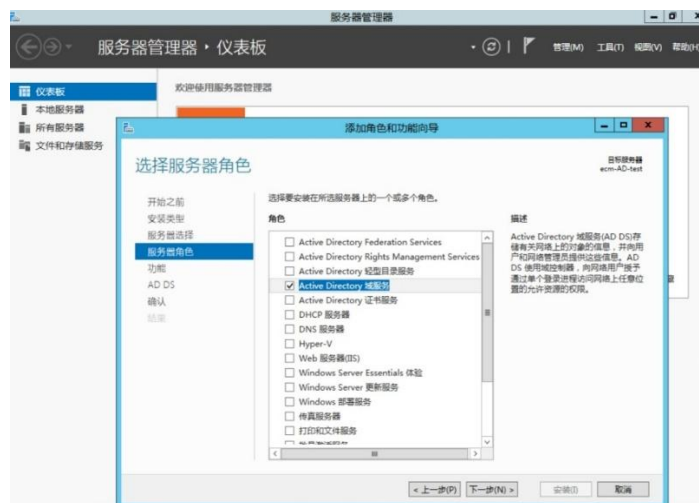 服务器管理器
服务器管理器 · 仪表板
管理(M) 工具(T) 视图(V) 帮助(H)
仪表板
本地服务器
所有服务器
文件和存储服务
欢迎使用服务器管理器
添加角色和功能向导
选择服务器角色
目标服务器
ecm-AD-test
开始之前
安装类型
服务器选择
服务器角色
功能
AD DS
确认
结果
选择要安装在所选服务器上的一个或多个角色。
角色
Active Directory Federation Services
Active Directory Rights Management Services
Active Directory 轻型目录服务
Active Directory 域服务
Active Directory 证书服务
DHCP 服务器
DNS 服务器
Hyper-V
Web 服务器(IIS)
Windows Server Essentials 体验
Windows Server 更新服务
Windows 部署服务
传真服务器
打印和文件服务
描述
Active Directory 域服务(AD DS)存
储有关网络上的对象的信息，并向用
户和网络管理员提供这些信息。AD
DS 使用域控制器，向网络用户授予
通过单个登录进程访问网络上任意位
置的允许资源的权限。
< 上一步(P) 下一步(N) > 安装(I) 取消